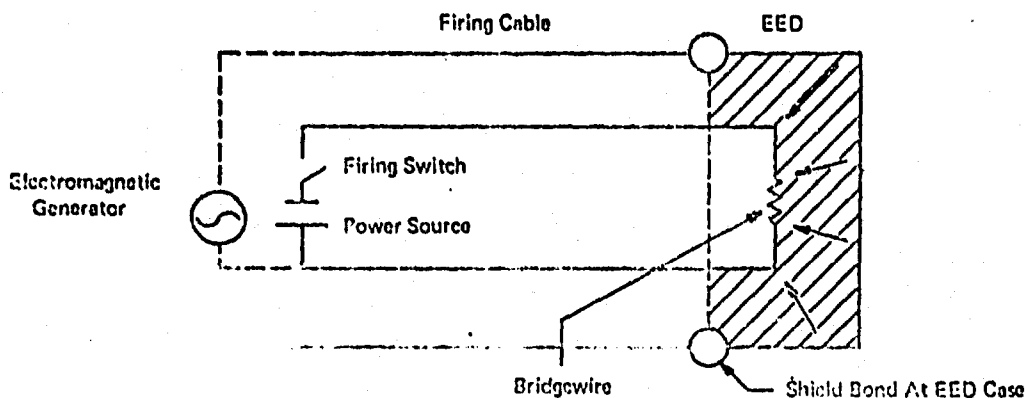 Firing Cable
EED
Firing Switch
Electromagnetic
Generator
Power Source
Bridgewire
Shield Bond At EED Case